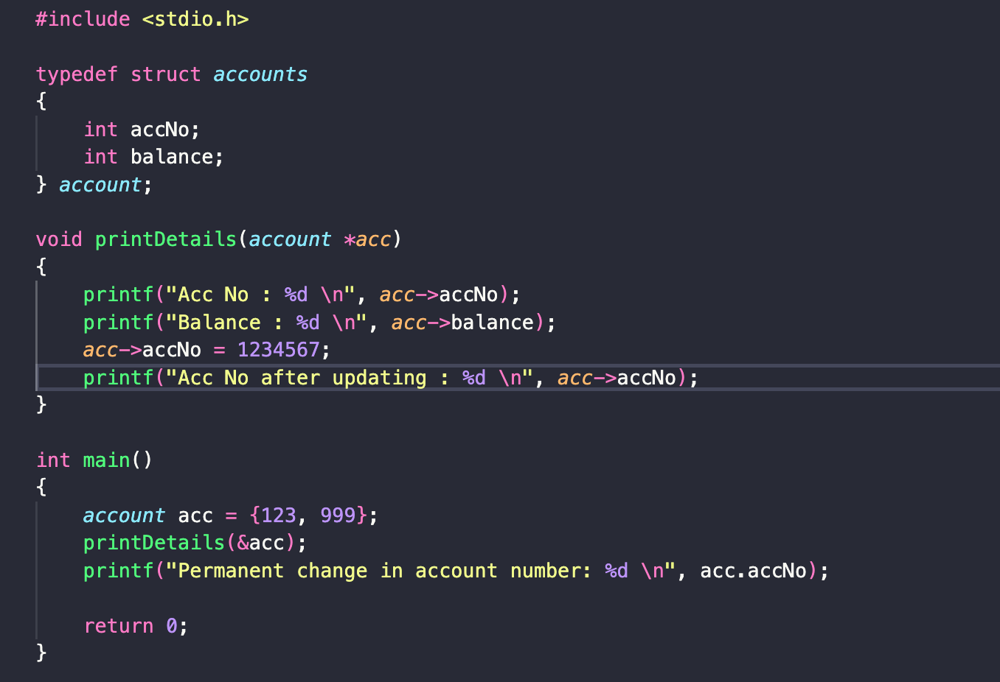 #include <stdio.h>
typedef struct accounts
{
    int accNo;
    int balance;
} account;
void printDetails(account *acc)
{
    printf("Acc No : %d \n", acc->accNo);
    printf("Balance : %d \n", acc->balance);
    acc->accNo = 1234567;
    printf("Acc No after updating : %d \n", acc->accNo);
}
int main()
{
    account acc = {123, 999};
    printDetails(&acc);
    printf("Permanent change in account number: %d \n", acc.accNo);
    return 0;
}